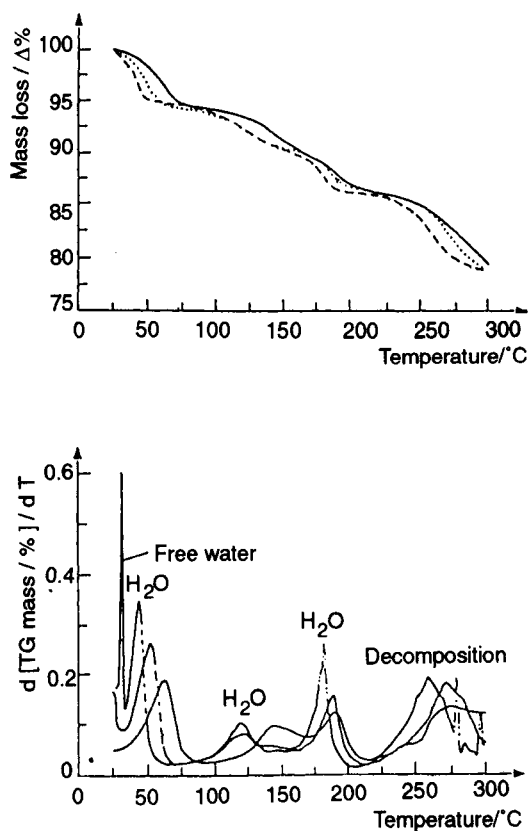 Mass loss / Δ%
100
95
90
85
80
75
0 50 100 150 200 250 300
Temperature/°C
d [TG mass / % ] / d T
0.6
0.4
0.2
0
Free water
H₂O
H₂O
H₂O
Decomposition
0 50 100 150 200 250 300
Temperature/°C